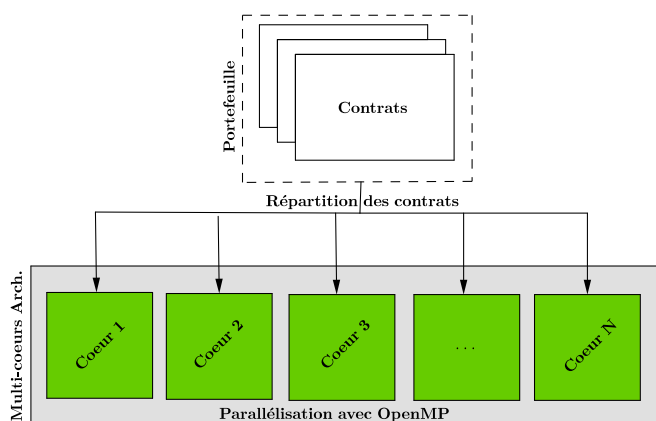 Portefeuille
Contrats
Répartition des contrats
Multi-coeurs Arch.
Coeur 1
Coeur 2
Coeur 3
...
Coeur N
Parallélisation avec OpenMP